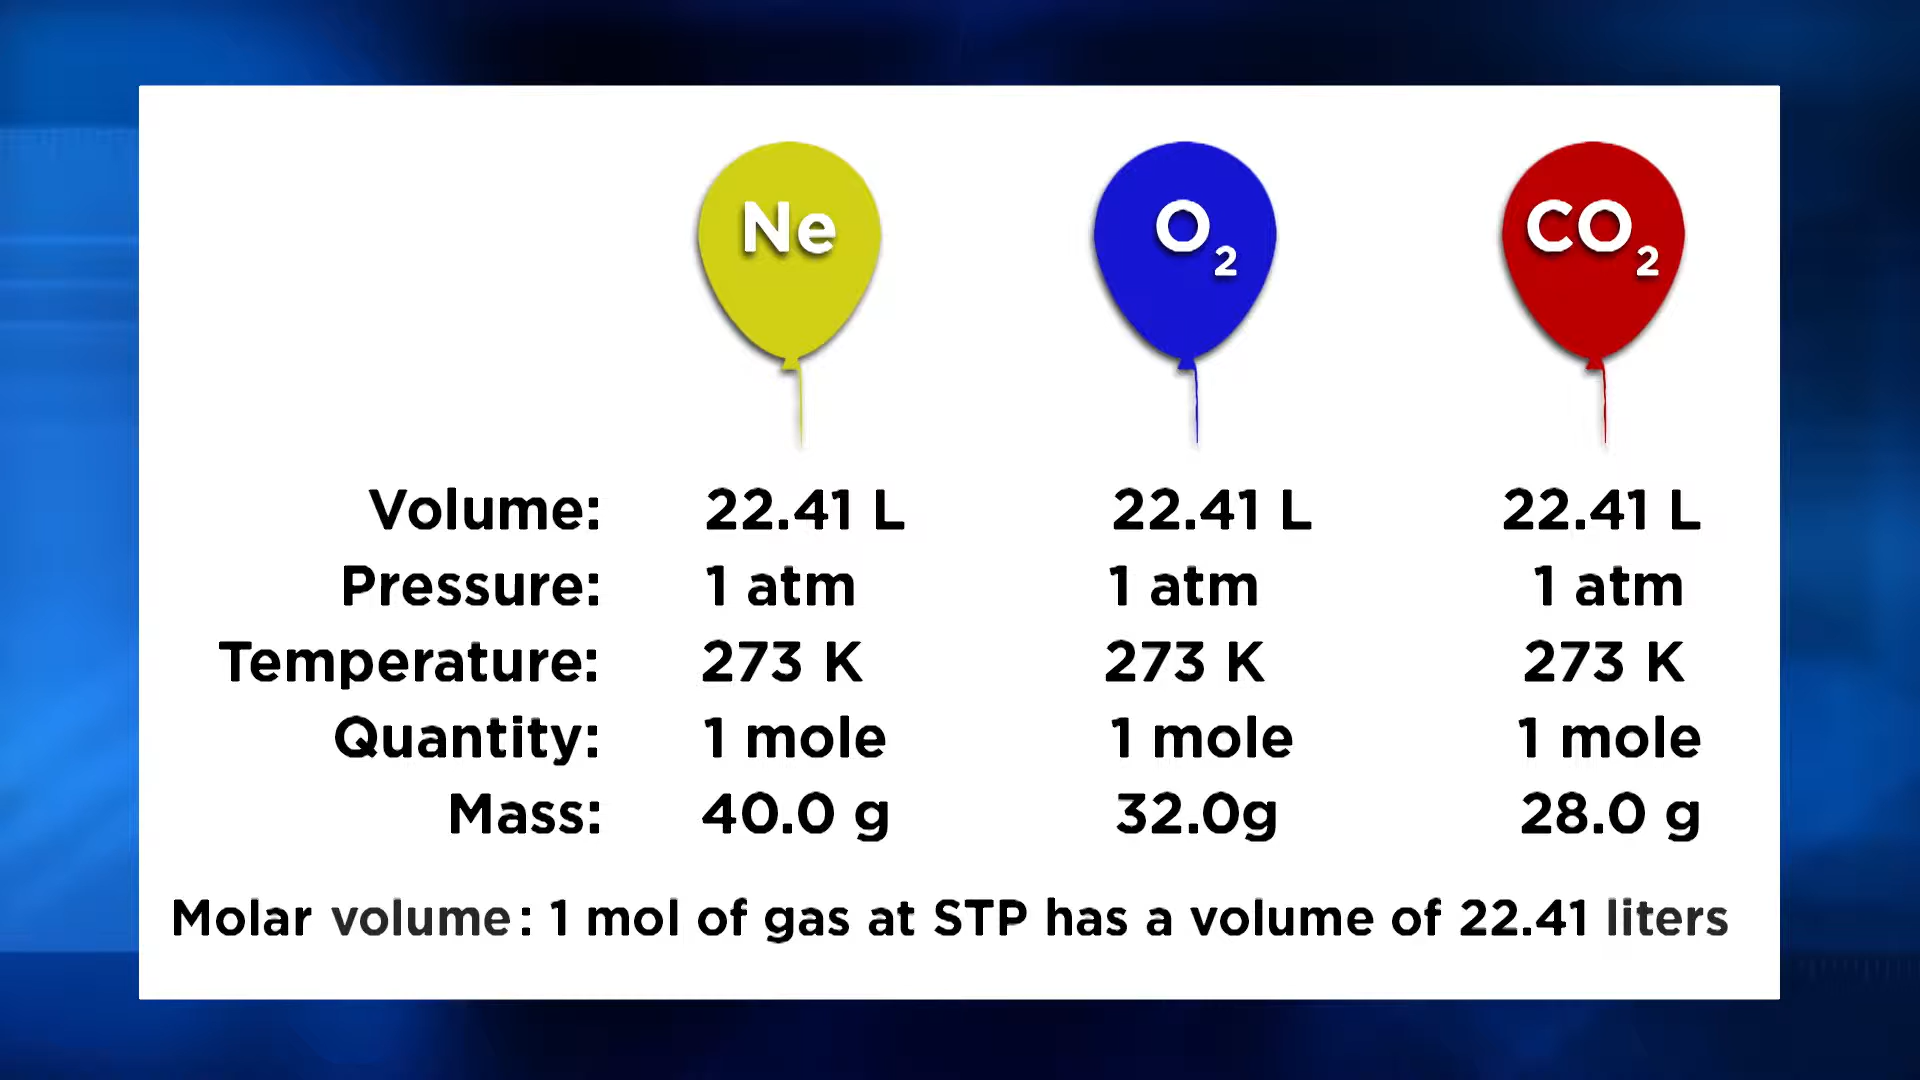 Ne O₂ CO₂
Volume: 22.41 L 22.41 L 22.41 L
Pressure: 1 atm 1 atm 1 atm
Temperature: 273 K 273 K 273 K
Quantity: 1 mole 1 mole 1 mole
Mass: 40.0 g 32.0g 28.0 g
Molar volume: 1 mol of gas at STP has a volume of 22.41 liters